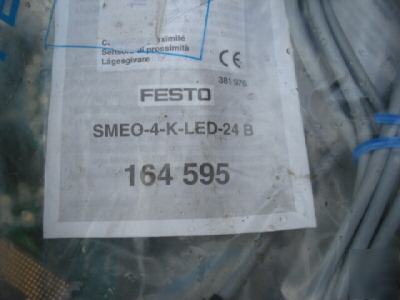 Sensore di prossimità
Lägesgivare
CE
381 976
FESTO
SMEO-4-K-LED-24 B
164 595